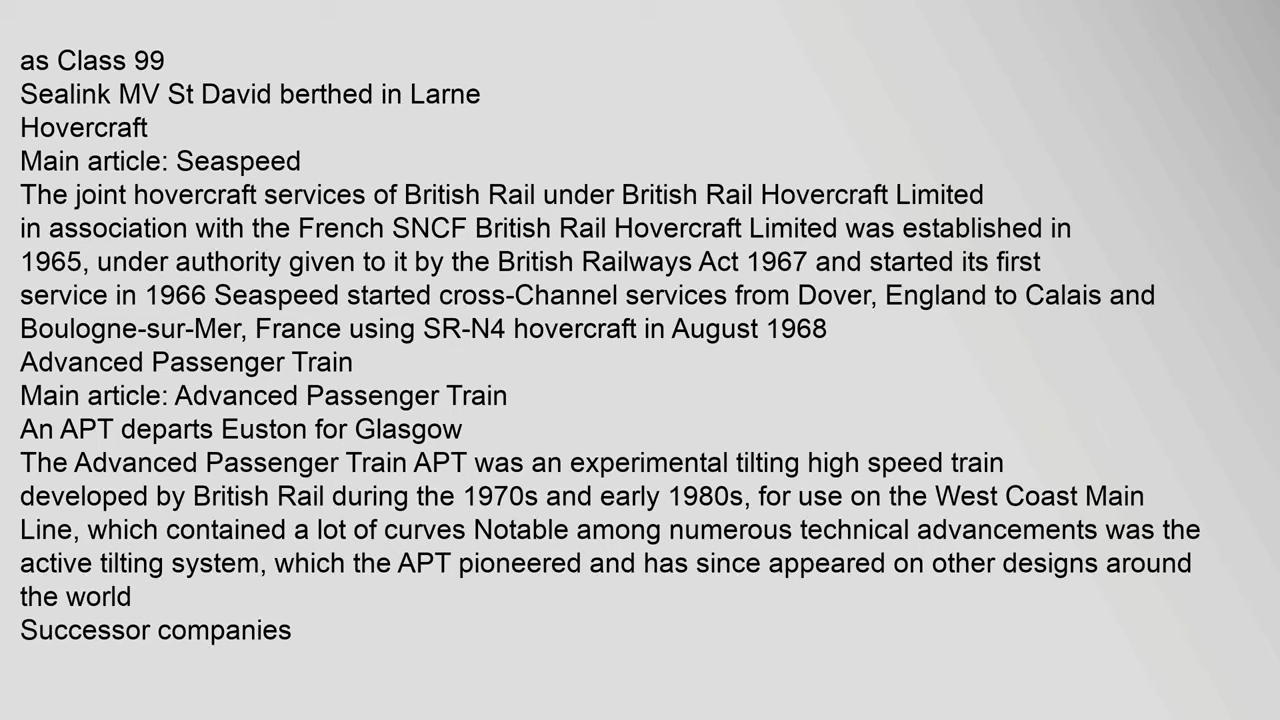 as Class 99
Sealink MV St David berthed in Larne
Hovercraft
Main article: Seaspeed
The joint hovercraft services of British Rail under British Rail Hovercraft Limited
in association with the French SNCF British Rail Hovercraft Limited was established in
1965, under authority given to it by the British Railways Act 1967 and started its first
service in 1966 Seaspeed started cross-Channel services from Dover, England to Calais and
Boulogne-sur-Mer, France using SR-N4 hovercraft in August 1968
Advanced Passenger Train
Main article: Advanced Passenger Train
An APT departs Euston for Glasgow
The Advanced Passenger Train APT was an experimental tilting high speed train
developed by British Rail during the 1970s and early 1980s, for use on the West Coast Main
Line, which contained a lot of curves Notable among numerous technical advancements was the
active tilting system, which the APT pioneered and has since appeared on other designs around
the world
Successor companies